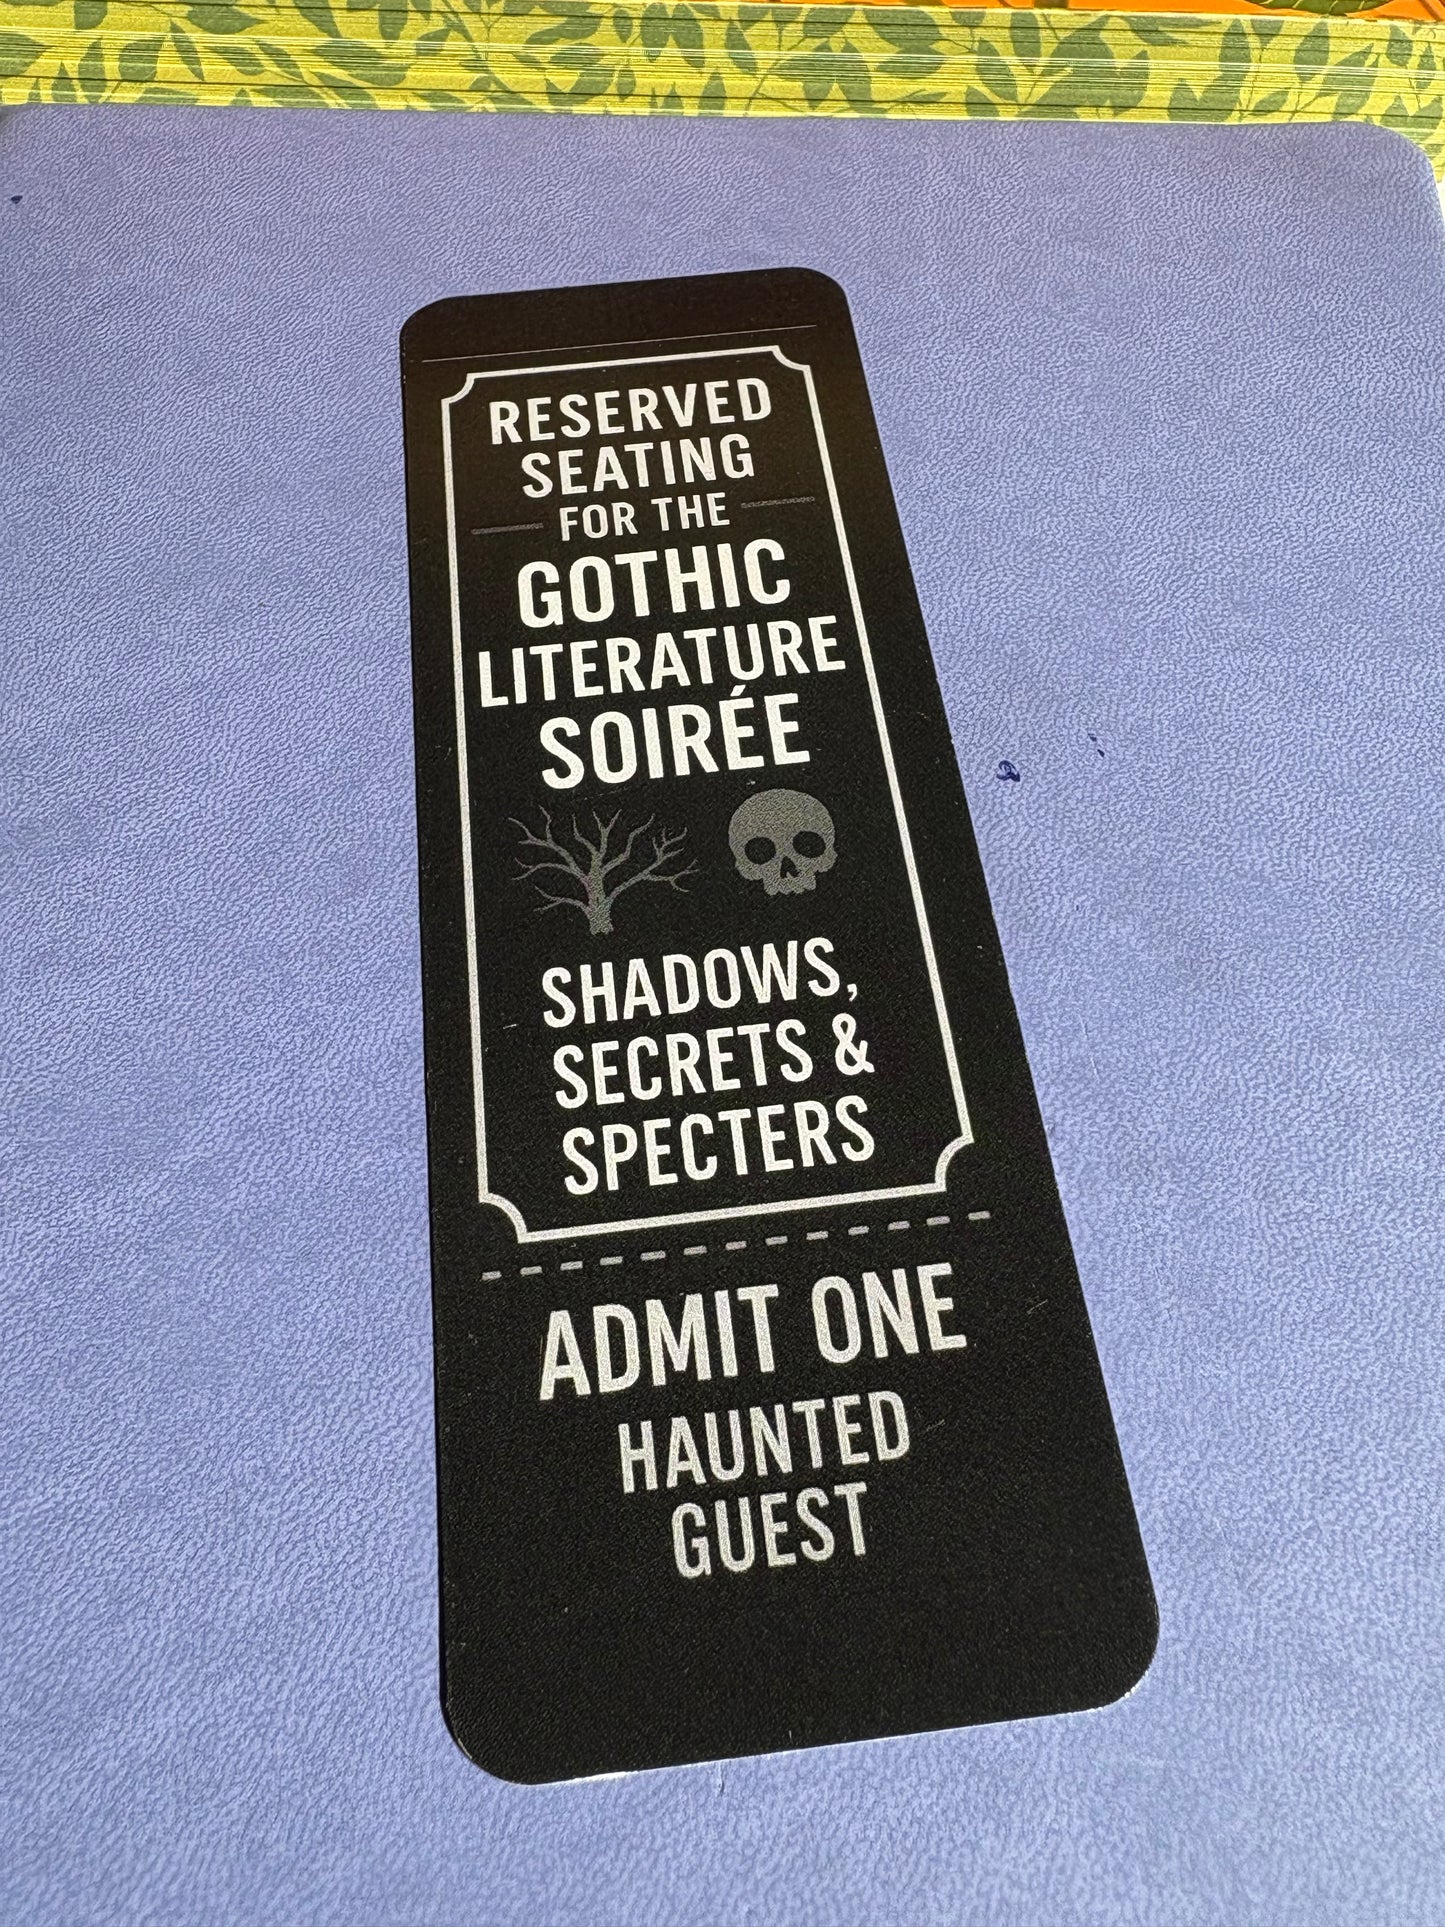 RESERVED
SEATING
FOR THE
GOTHIC
LITERATURE
SOIRÉE
SHADOWS,
SECRETS &
SPECTERS
ADMIT ONE
HAUNTED
GUEST